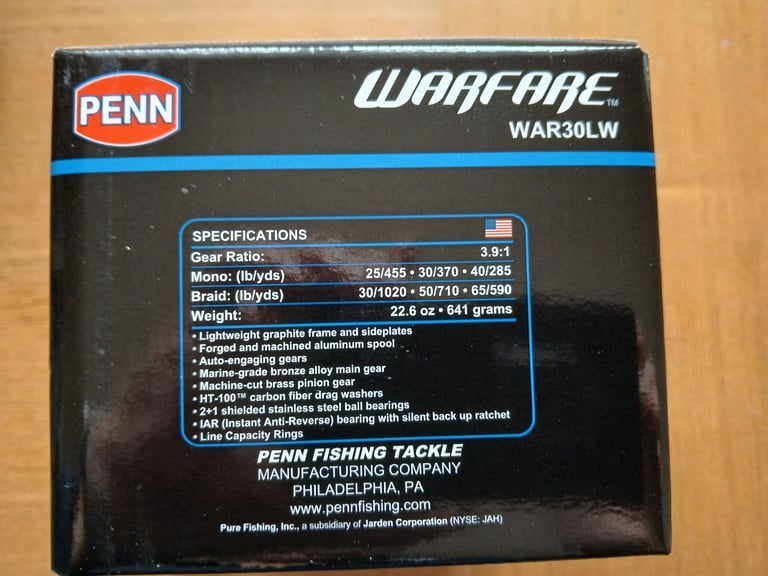 PENN
WARFARE™
WAR30LW
SPECIFICATIONS
Gear Ratio: 3.9:1
Mono: (lb/yds) 25/455 • 30/370 • 40/285
Braid: (lb/yds) 30/1020 • 50/710 • 65/590
Weight: 22.6 oz • 641 grams
• Lightweight graphite frame and sideplates
• Forged and machined aluminum spool
• Auto-engaging gears
• Marine-grade bronze alloy main gear
• Machine-cut brass pinion gear
• HT-100™ carbon fiber drag washers
• 2+1 shielded stainless steel ball bearings
• IAR (Instant Anti-Reverse) bearing with silent back up ratchet
• Line Capacity Rings
PENN FISHING TACKLE
MANUFACTURING COMPANY
PHILADELPHIA, PA
www.pennfishing.com
Pure Fishing, Inc., a subsidiary of Jarden Corporation (NYSE: JAH)